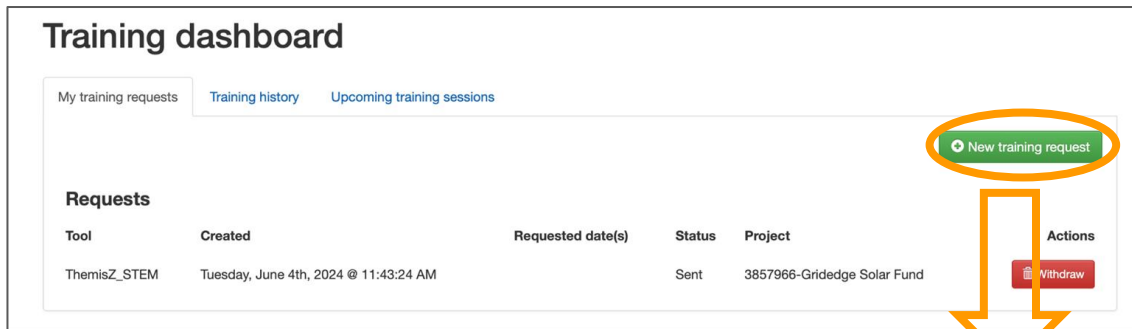 Training dashboard
My training requests Training history Upcoming training sessions
New training request
Requests
Tool Created Requested date(s) Status Project Actions
ThemisZ_STEM Tuesday, June 4th, 2024 @ 11:43:24 AM Sent 3857966-Gridedge Solar Fund Withdraw